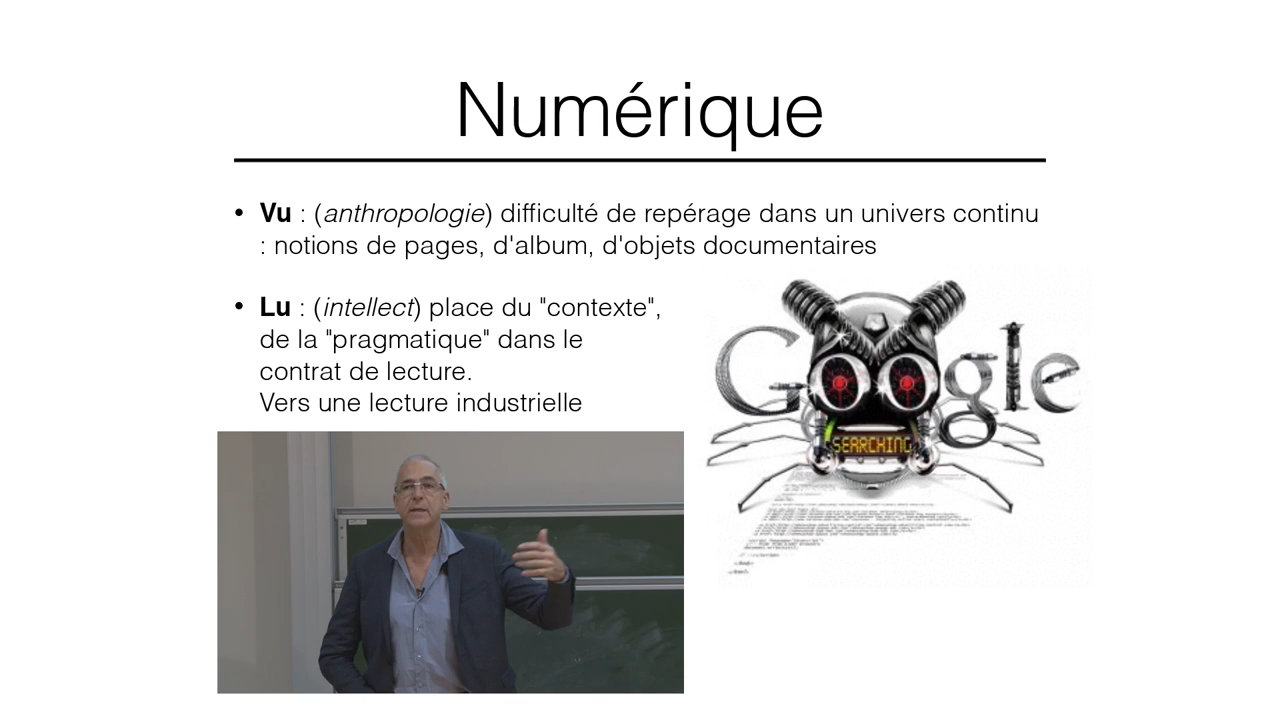 Numérique
• Vu : (anthropologie) difficulté de repérage dans un univers continu
: notions de pages, d'album, d'objets documentaires
• Lu : (intellect) place du "contexte",
de la "pragmatique" dans le
contrat de lecture.
Vers une lecture industrielle
Google
SEARCHING